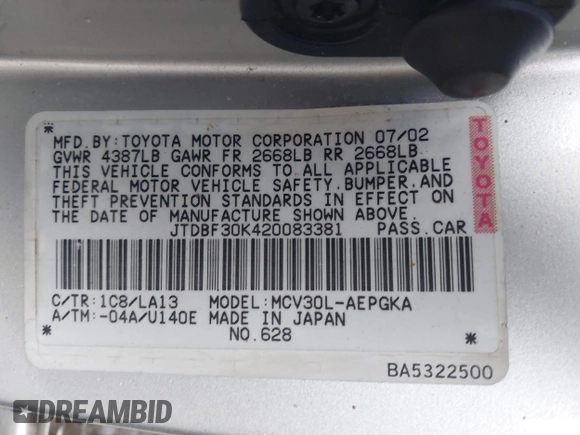 MFD.BY:TOYOTA MOTOR CORPORATION 07/02
GVWR 4387LB GAWR FR 2668LB RR 2668LB
THIS VEHICLE CONFORMS TO ALL APPLICABLE
FEDERAL MOTOR VEHICLE SAFETY,BUMPER,AND
THEFT PREVENTION STANDARDS IN EFFECT ON
THE DATE OF MANUFACTURE SHOWN ABOVE.
JTDBF30K420083381 PASS.CAR
TOYOTA
C/TR:1C8/LA13 MODEL:MCV30L-AEPGKA
A/TM:-04A/U140E MADE IN JAPAN
* NO.628 *
BA5322500
DREAMBID